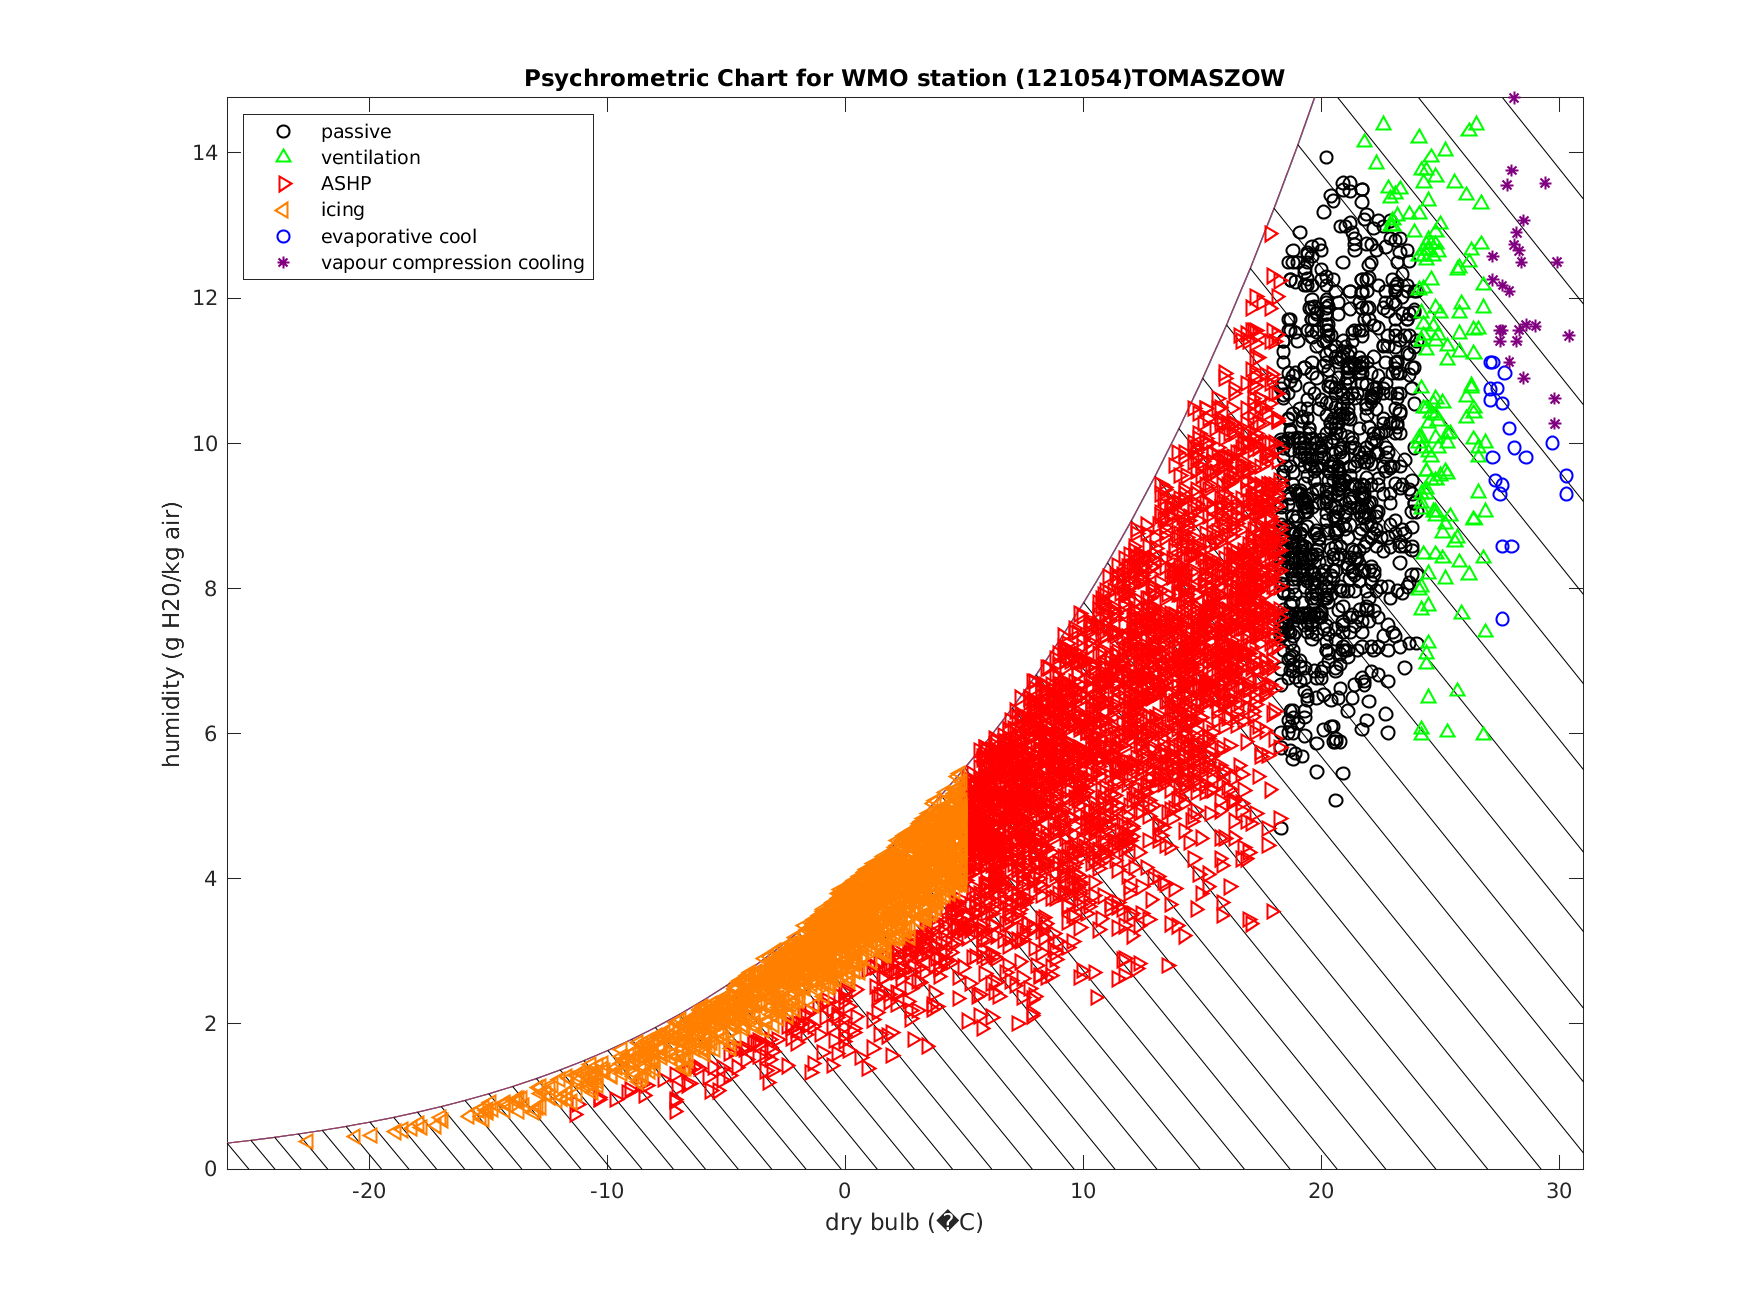 Psychrometric Chart for WMO station (121054)TOMASZOW
passive
ventilation
ASHP
icing
evaporative cool
vapour compression cooling
14
12
10
8
6
4
2
0
humidity (g H20/kg air)
-20 -10 0 10 20 30
dry bulb (�C)